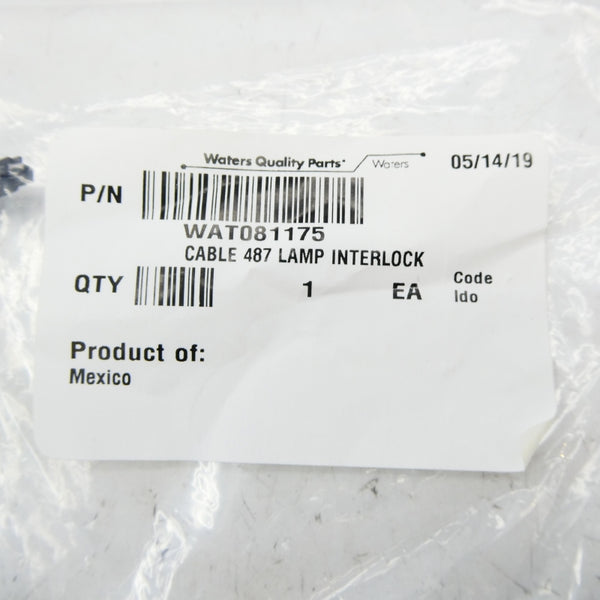 Waters Quality Parts Waters 05/14/19
P/N
WAT081175
CABLE 487 LAMP INTERLOCK
QTY 1 EA Code
Ido
Product of:
Mexico